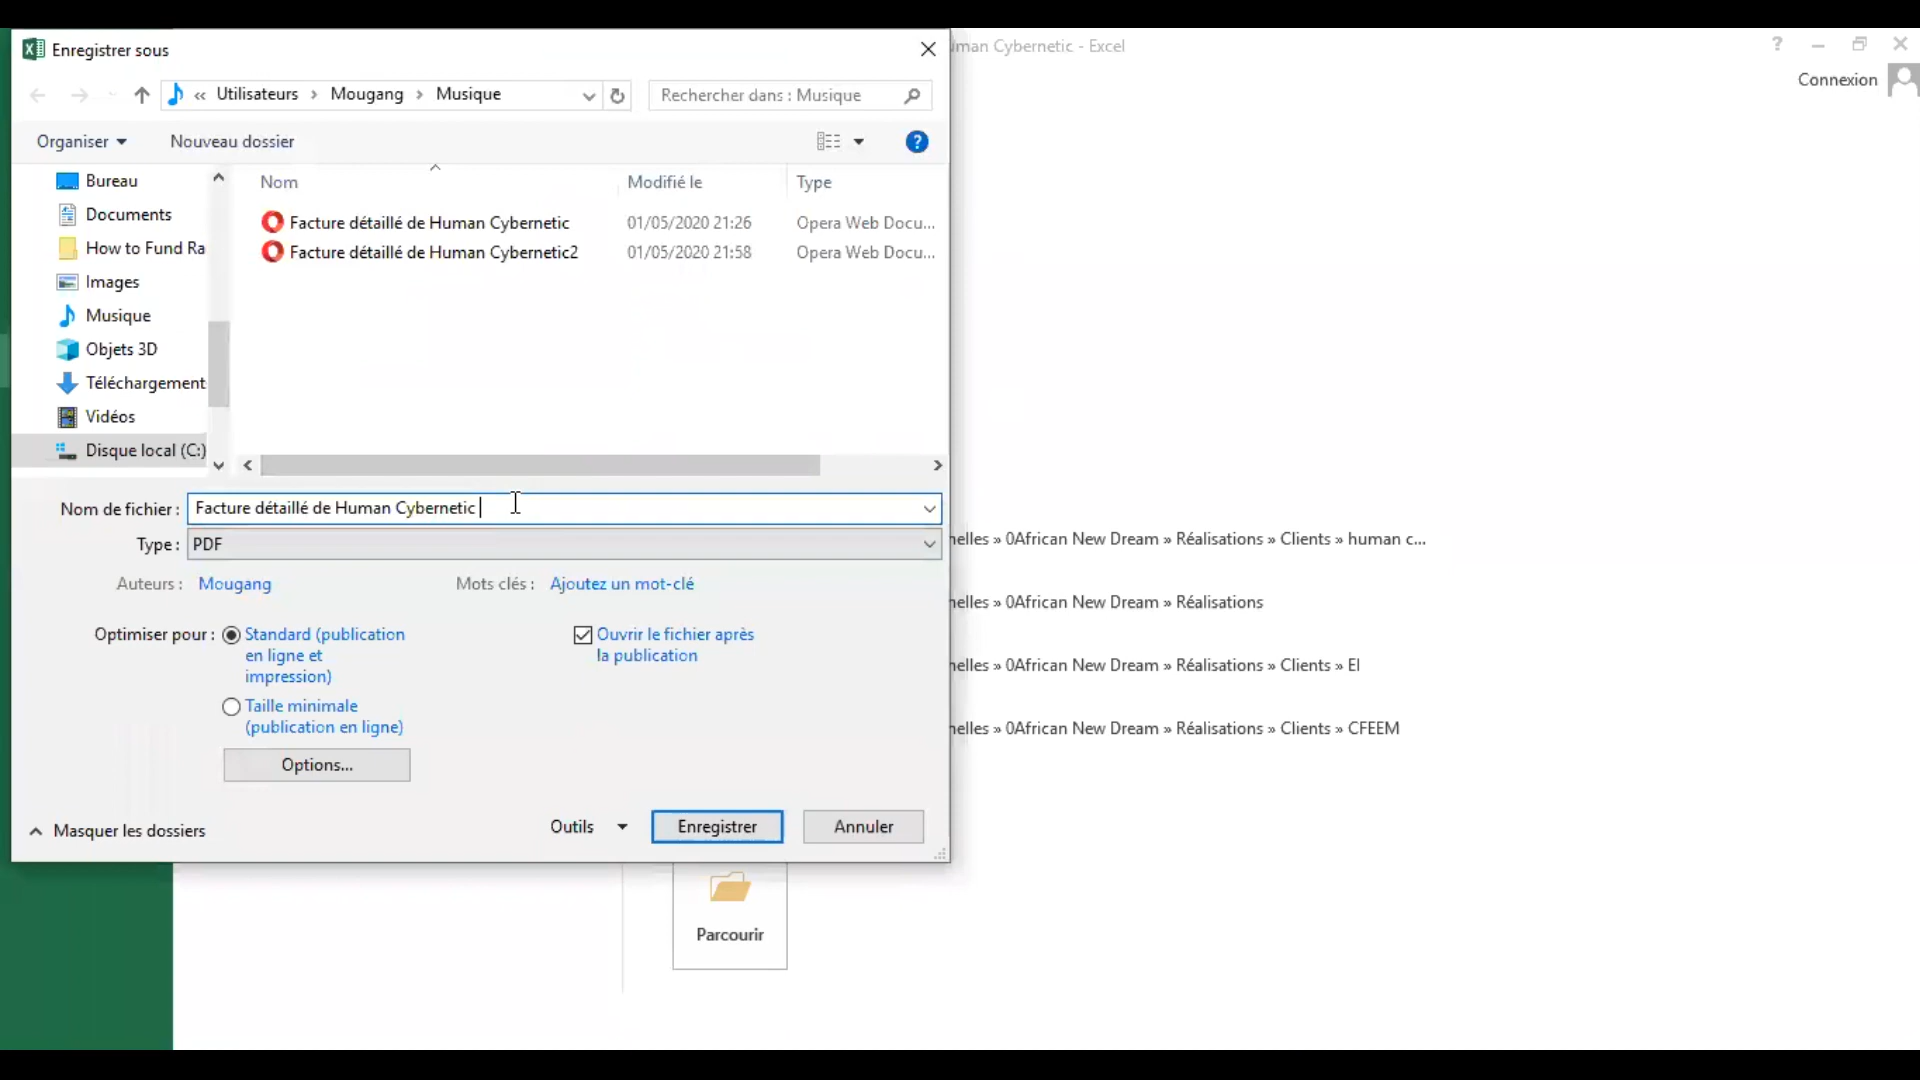 Enregistrer sous
uman Cybernetic - Excel
?
Connexion
« Utilisateurs › Mougang › Musique
Rechercher dans : Musique
Organiser
Nouveau dossier
?
Nom
Modifié le
Type
Bureau
Documents
How to Fund Ra
Images
Musique
Objets 3D
Téléchargement
Vidéos
Disque local (C:)
Facture détaillé de Human Cybernetic 01/05/2020 21:26 Opera Web Docu...
Facture détaillé de Human Cybernetic2 01/05/2020 21:58 Opera Web Docu...
Nom de fichier : Facture détaillé de Human Cybernetic
Type : PDF
Auteurs : Mougang
Mots clés : Ajoutez un mot-clé
Optimiser pour :
Standard (publication
en ligne et
impression)
Taille minimale
(publication en ligne)
Ouvrir le fichier après
la publication
Options...
Masquer les dossiers
Outils
Enregistrer
Annuler
nelles » 0African New Dream » Réalisations » Clients » human c...
nelles » 0African New Dream » Réalisations
nelles » 0African New Dream » Réalisations » Clients » EI
nelles » 0African New Dream » Réalisations » Clients » CFEEM
Parcourir